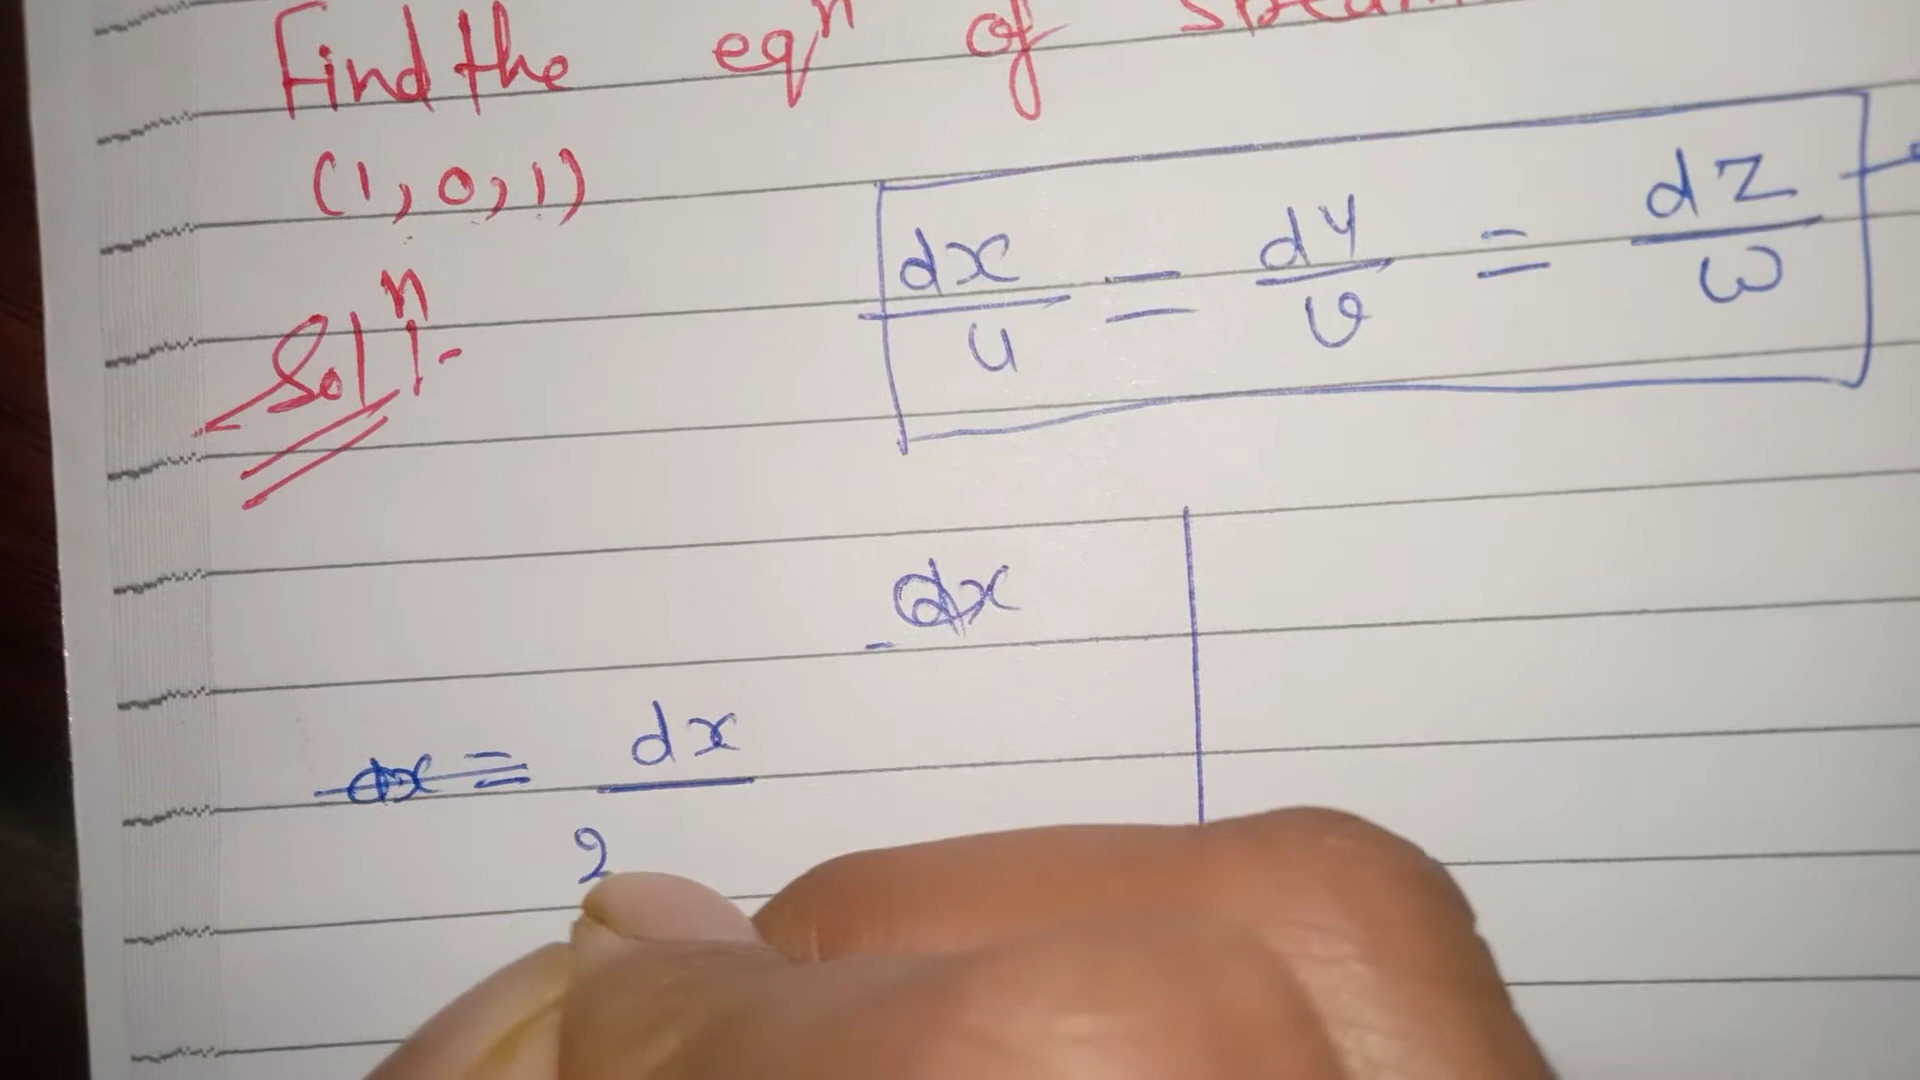 Find the eqⁿ of
(1, 0, 1)
Solⁿ:-
dx/u = dy/v = dz/w
dx
dx = dx
2